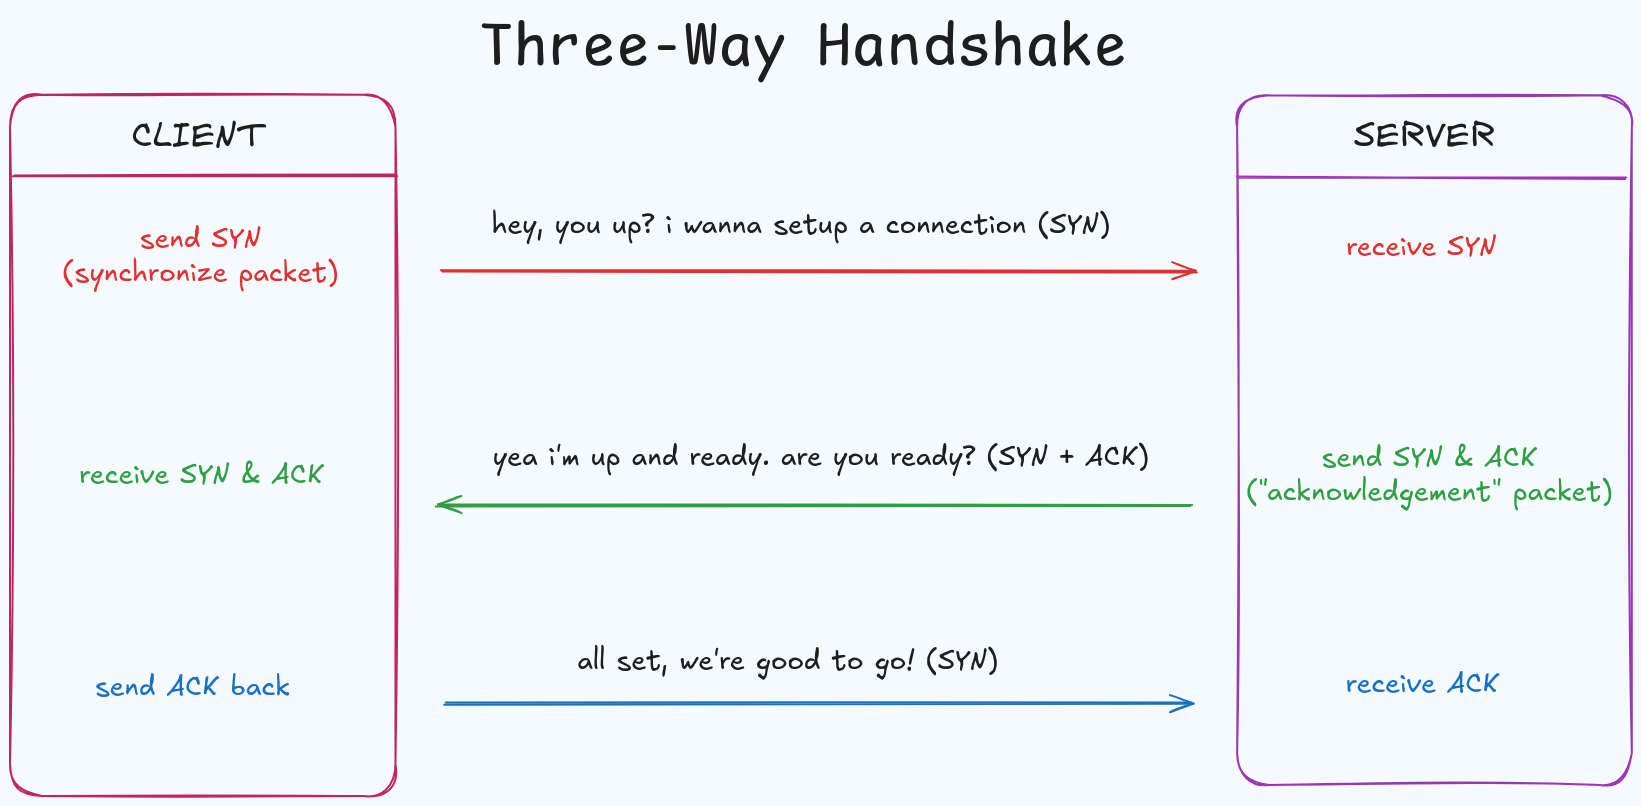 Three-Way Handshake
CLIENT
SERVER
send SYN
(synchronize packet)
hey, you up? i wanna setup a connection (SYN)
receive SYN
receive SYN & ACK
yea i'm up and ready. are you ready? (SYN + ACK)
send SYN & ACK
("acknowledgement" packet)
send ACK back
all set, we're good to go! (SYN)
receive ACK